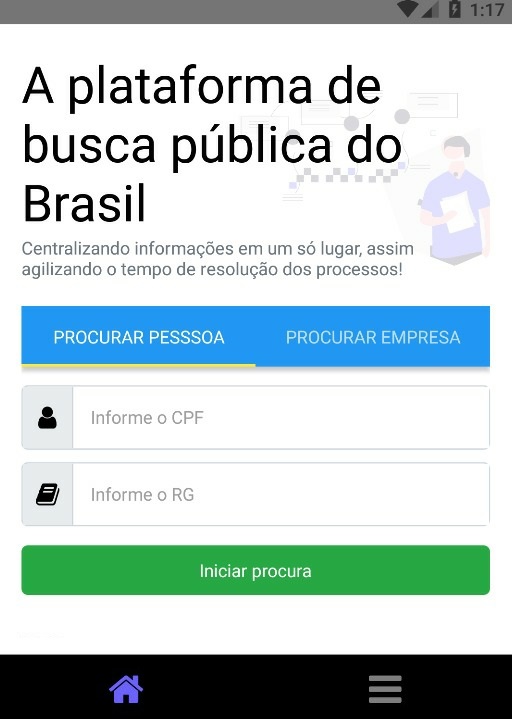 1:17
A plataforma de
busca pública do
Brasil
Centralizando informações em um só lugar, assim
agilizando o tempo de resolução dos processos!
PROCURAR PESSSOA
PROCURAR EMPRESA
Informe o CPF
Informe o RG
Iniciar procura